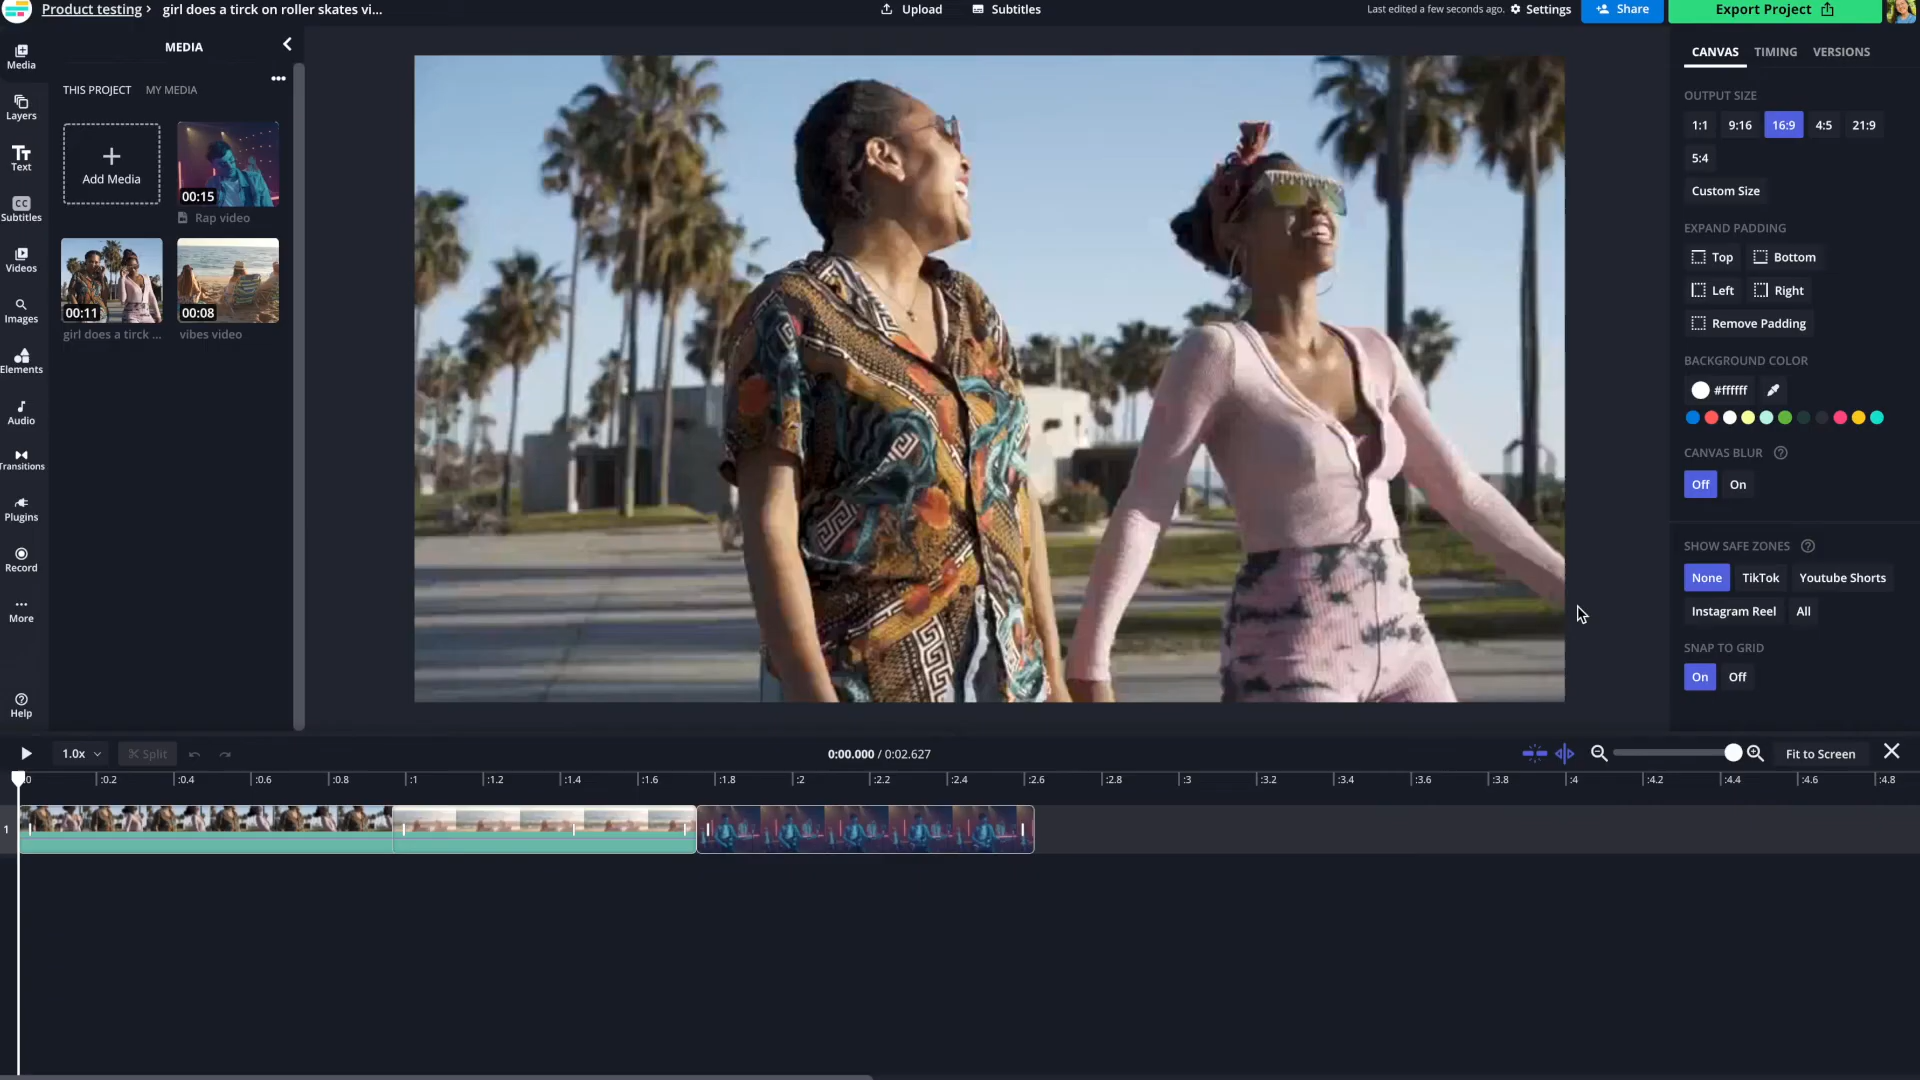 Product testing › girl does a tirck on roller skates vi...
Upload
Subtitles
Last edited a few seconds ago.
Settings
Share
Export Project
Media
Layers
Text
CC
Subtitles
Videos
Images
Elements
Audio
Transitions
Plugins
Record
More
Help
MEDIA
THIS PROJECT
MY MEDIA
Add Media
00:15
Rap video
00:11
girl does a tirck ...
00:08
vibes video
CANVAS
TIMING
VERSIONS
OUTPUT SIZE
1:1
9:16
16:9
4:5
21:9
5:4
Custom Size
EXPAND PADDING
Top
Bottom
Left
Right
Remove Padding
BACKGROUND COLOR
#ffffff
CANVAS BLUR
Off
On
SHOW SAFE ZONES
None
TikTok
Youtube Shorts
Instagram Reel
All
SNAP TO GRID
On
Off
1.0x
Split
0:00.000 / 0:02.627
Fit to Screen
:0 :0.2 :0.4 :0.6 :0.8 :1 :1.2 :1.4 :1.6 :1.8 :2 :2.2 :2.4 :2.6 :2.8 :3 :3.2 :3.4 :3.6 :3.8 :4 :4.2 :4.4 :4.6 :4.8
1